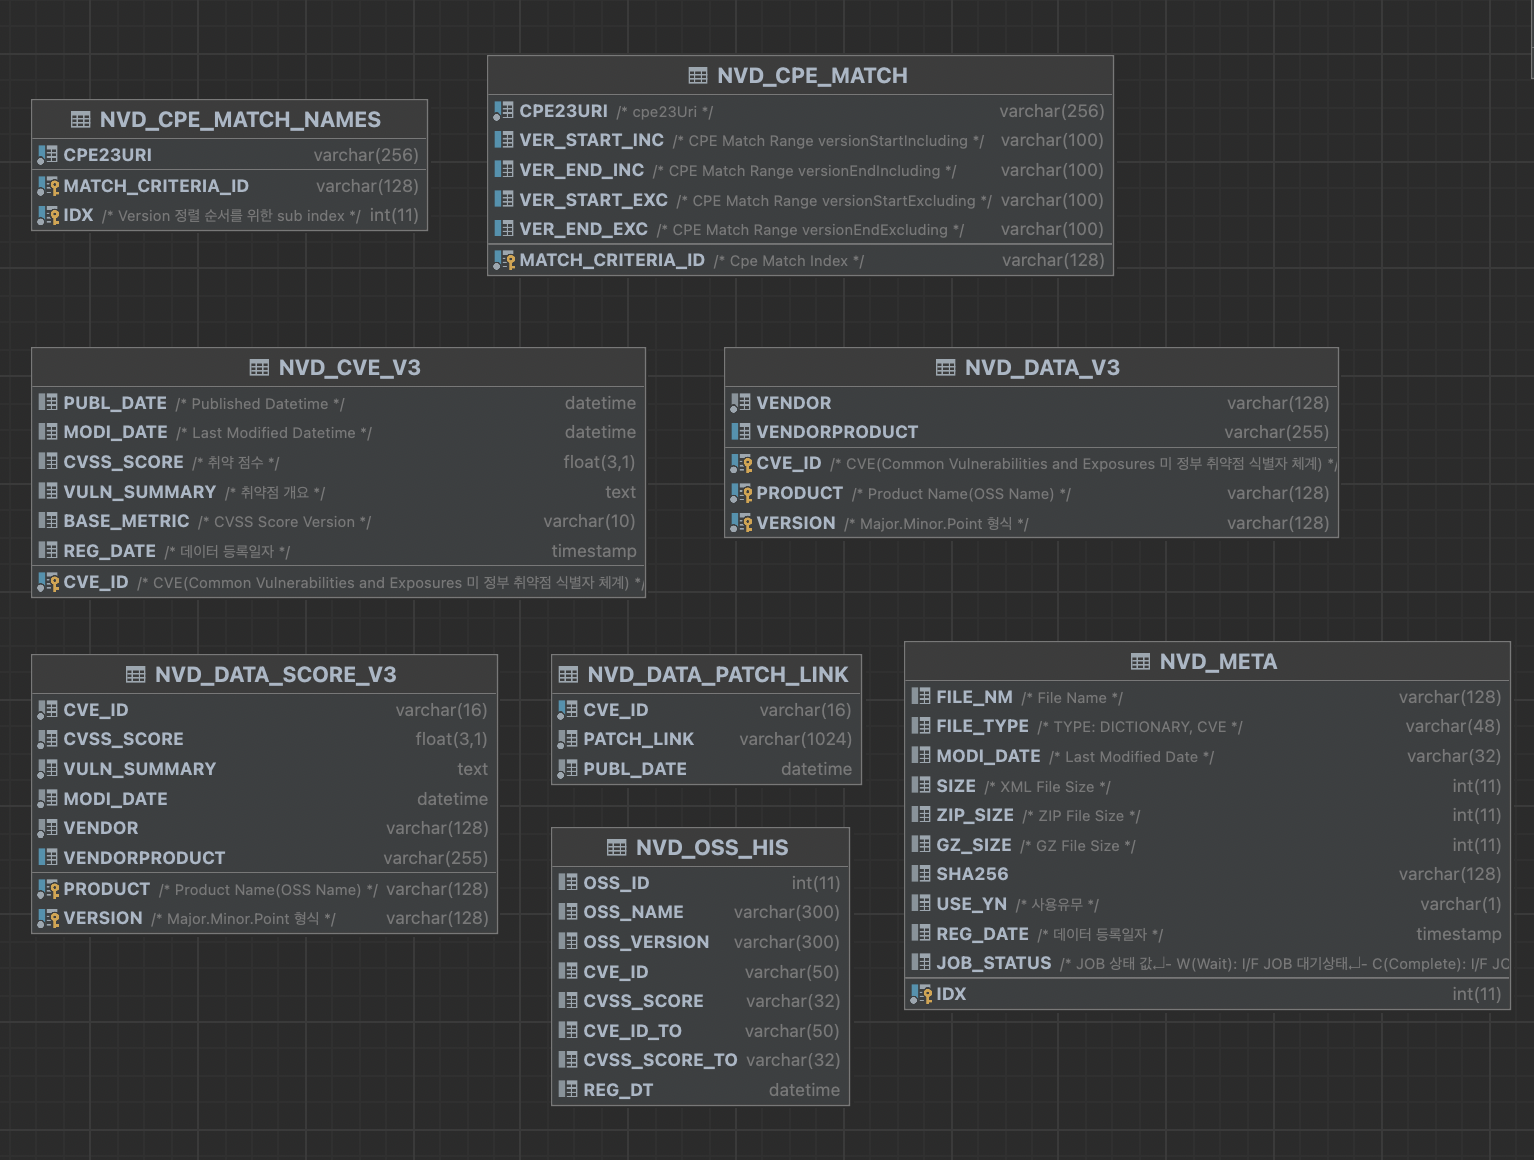 NVD_CPE_MATCH_NAMES
CPE23URI varchar(256)
MATCH_CRITERIA_ID varchar(128)
IDX /* Version 정렬 순서를 위한 sub index */ int(11)
NVD_CPE_MATCH
CPE23URI /* cpe23Uri */ varchar(256)
VER_START_INC /* CPE Match Range versionStartIncluding */ varchar(100)
VER_END_INC /* CPE Match Range versionEndIncluding */ varchar(100)
VER_START_EXC /* CPE Match Range versionStartExcluding */ varchar(100)
VER_END_EXC /* CPE Match Range versionEndExcluding */ varchar(100)
MATCH_CRITERIA_ID /* Cpe Match Index */ varchar(128)
NVD_CVE_V3
PUBL_DATE /* Published Datetime */ datetime
MODI_DATE /* Last Modified Datetime */ datetime
CVSS_SCORE /* 취약 점수 */ float(3,1)
VULN_SUMMARY /* 취약점 개요 */ text
BASE_METRIC /* CVSS Score Version */ varchar(10)
REG_DATE /* 데이터 등록일자 */ timestamp
CVE_ID /* CVE(Common Vulnerabilities and Exposures 미 정부 취약점 식별자 체계) */
NVD_DATA_V3
VENDOR varchar(128)
VENDORPRODUCT varchar(255)
CVE_ID /* CVE(Common Vulnerabilities and Exposures 미 정부 취약점 식별자 체계) */
PRODUCT /* Product Name(OSS Name) */ varchar(128)
VERSION /* Major.Minor.Point 형식 */ varchar(128)
NVD_DATA_SCORE_V3
CVE_ID varchar(16)
CVSS_SCORE float(3,1)
VULN_SUMMARY text
MODI_DATE datetime
VENDOR varchar(128)
VENDORPRODUCT varchar(255)
PRODUCT /* Product Name(OSS Name) */ varchar(128)
VERSION /* Major.Minor.Point 형식 */ varchar(128)
NVD_DATA_PATCH_LINK
CVE_ID varchar(16)
PATCH_LINK varchar(1024)
PUBL_DATE datetime
NVD_OSS_HIS
OSS_ID int(11)
OSS_NAME varchar(300)
OSS_VERSION varchar(300)
CVE_ID varchar(50)
CVSS_SCORE varchar(32)
CVE_ID_TO varchar(50)
CVSS_SCORE_TO varchar(32)
REG_DT datetime
NVD_META
FILE_NM /* File Name */ varchar(128)
FILE_TYPE /* TYPE: DICTIONARY, CVE */ varchar(48)
MODI_DATE /* Last Modified Date */ varchar(32)
SIZE /* XML File Size */ int(11)
ZIP_SIZE /* ZIP File Size */ int(11)
GZ_SIZE /* GZ File Size */ int(11)
SHA256 varchar(128)
USE_YN /* 사용유무 */ varchar(1)
REG_DATE /* 데이터 등록일자 */ timestamp
JOB_STATUS /* JOB 상태 값↵- W(Wait): I/F JOB 대기상태↵- C(Complete): I/F JO
IDX int(11)